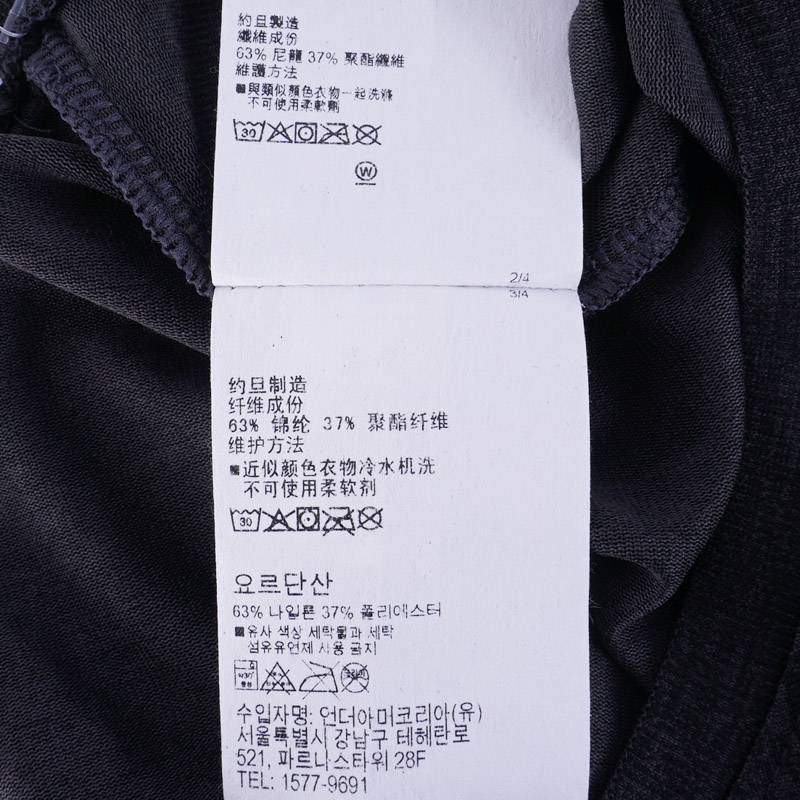 約旦製造
纖維成份
63% 尼龍 37% 聚酯纖維
維護方法
■與類似顏色衣物一起洗滌
不可使用柔軟劑
30
W
2/4
3/4
约旦制造
纤维成份
63% 锦纶 37% 聚酯纤维
维护方法
■近似颜色衣物冷水机洗
不可使用柔软剂
30
요르단산
63% 나일론 37% 폴리에스터
■유사 색상 세탁물과 세탁
섬유유연제 사용 금지
수입자명: 언더아머코리아(유)
서울특별시 강남구 테헤란로
521, 파르나스타워 28F
TEL: 1577-9691